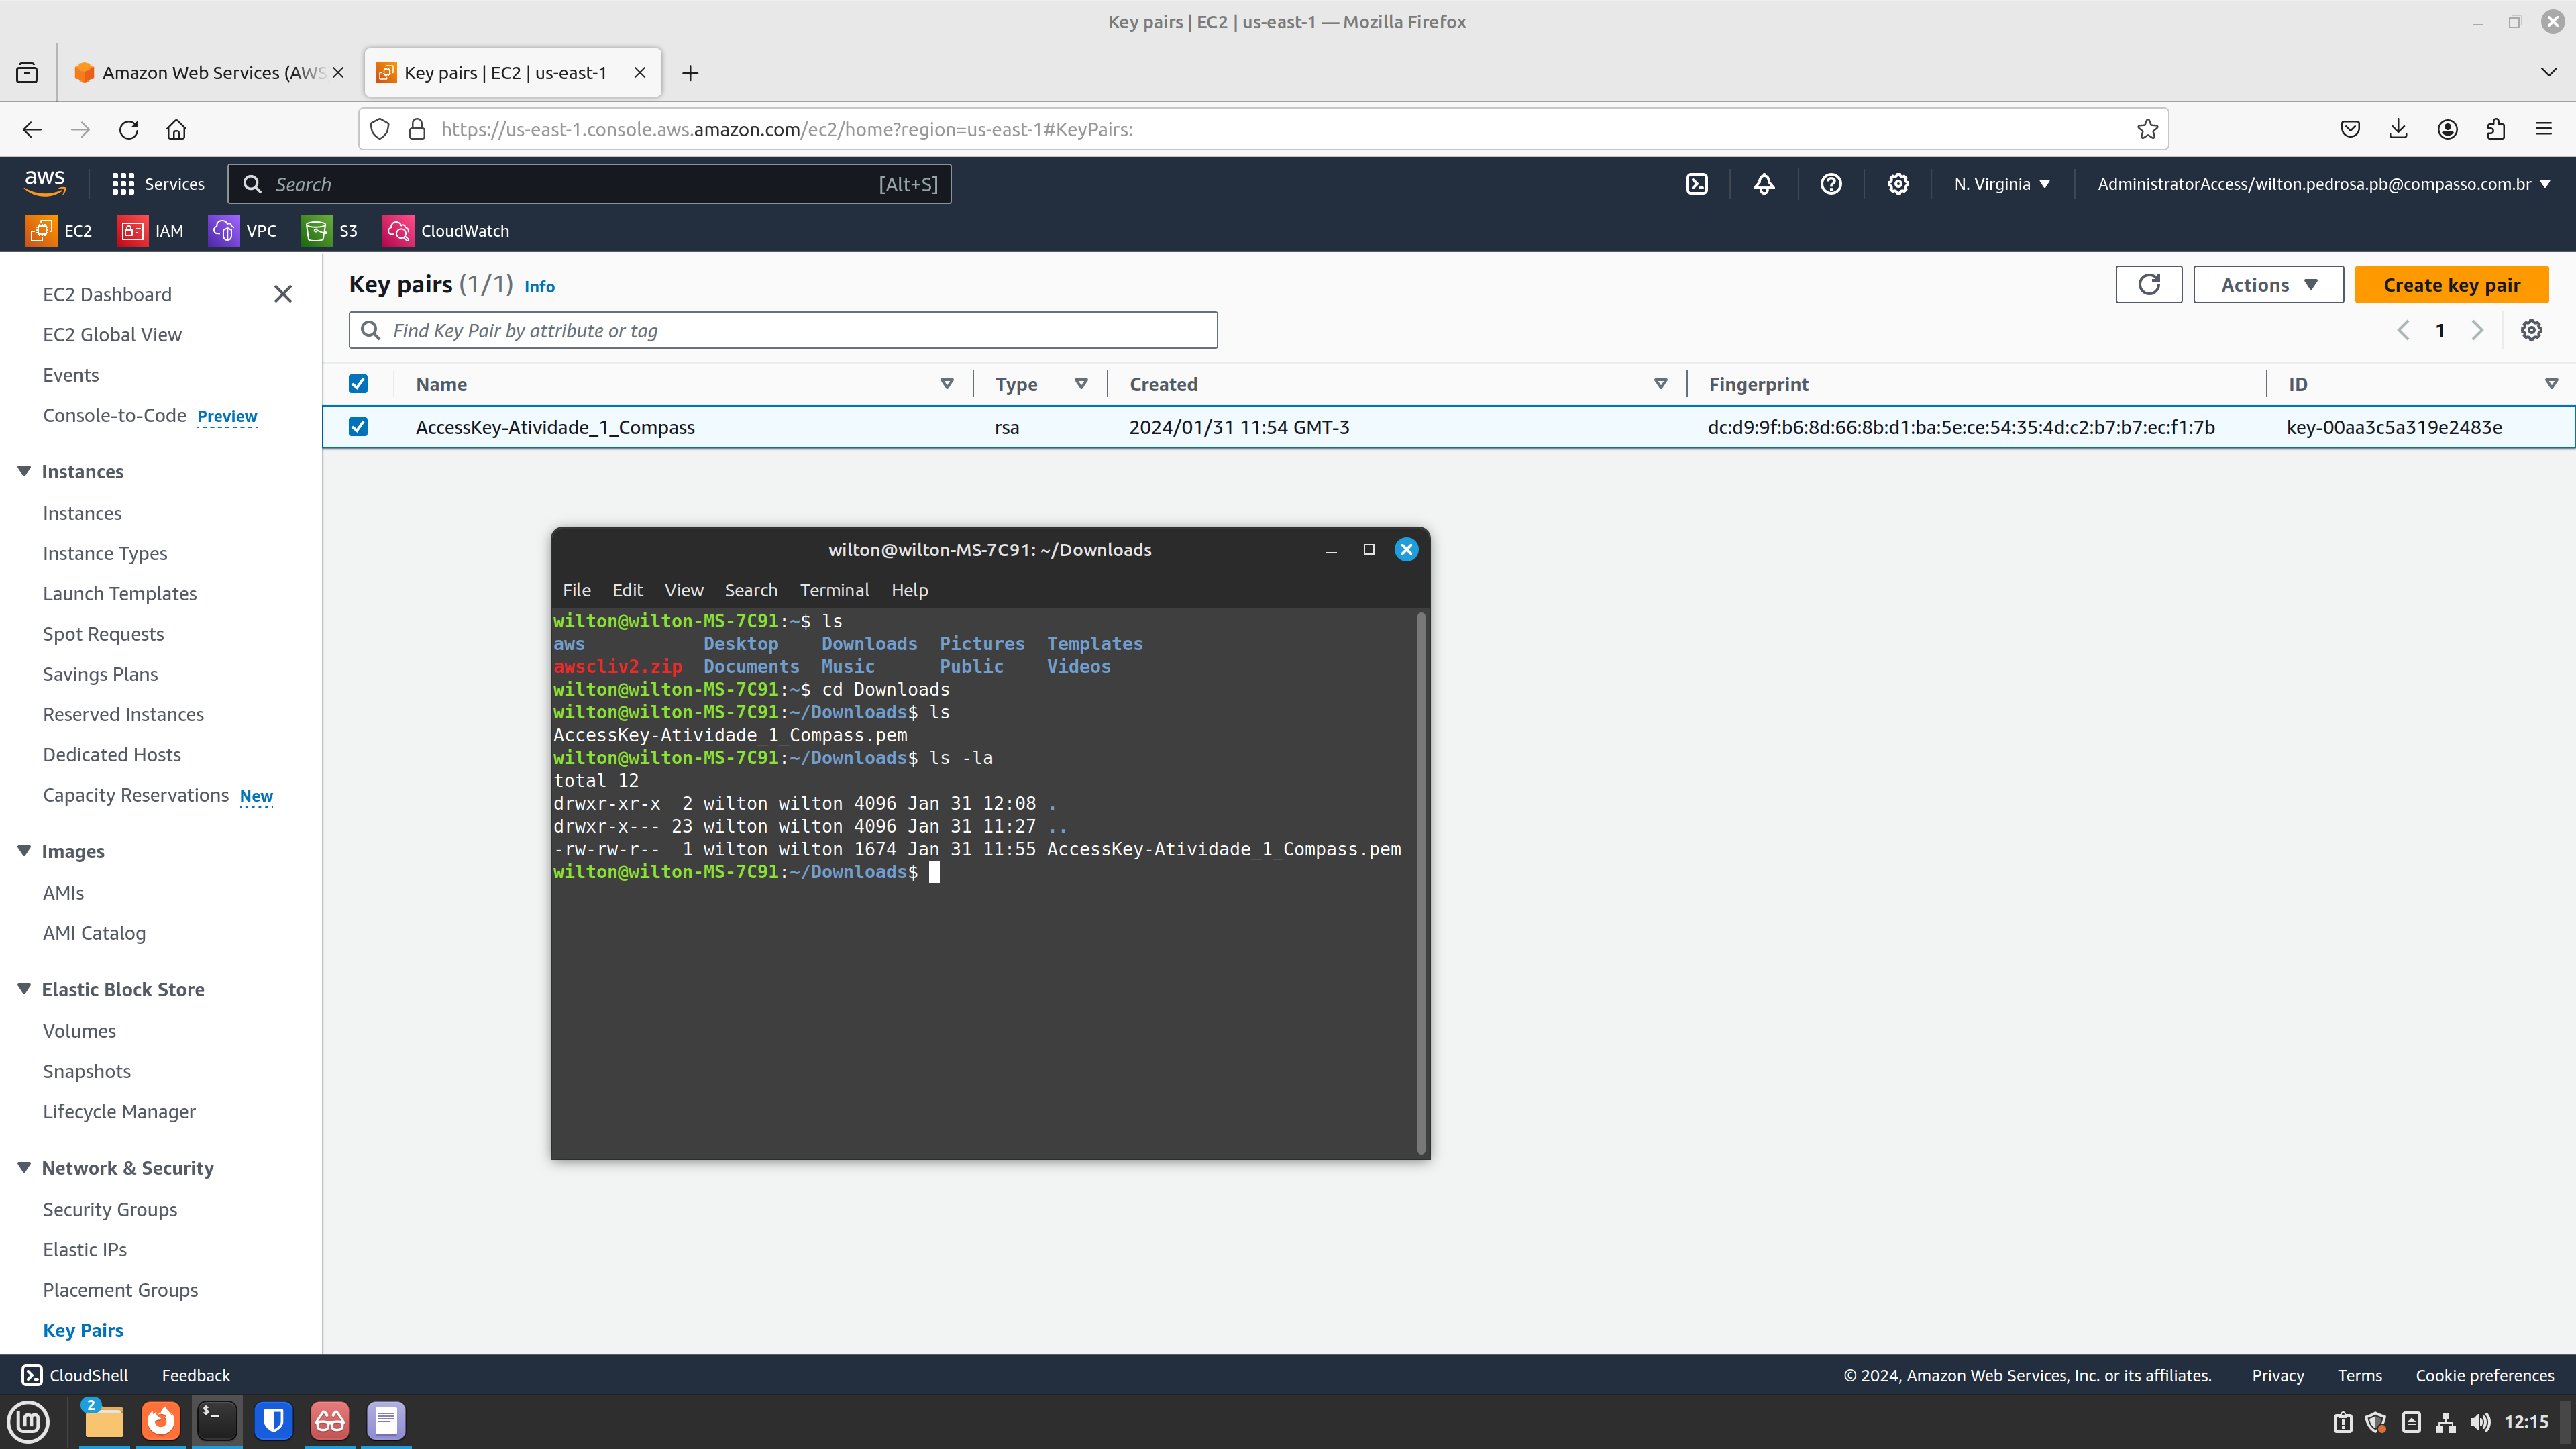 Key pairs | EC2 | us-east-1 — Mozilla Firefox
Amazon Web Services (AWS
Key pairs | EC2 | us-east-1
https://us-east-1.console.aws.amazon.com/ec2/home?region=us-east-1#KeyPairs:
aws
Services
Search
[Alt+S]
N. Virginia
AdministratorAccess/wilton.pedrosa.pb@compasso.com.br
EC2
IAM
VPC
S3
CloudWatch
EC2 Dashboard
EC2 Global View
Events
Console-to-Code Preview
Instances
Instances
Instance Types
Launch Templates
Spot Requests
Savings Plans
Reserved Instances
Dedicated Hosts
Capacity Reservations New
Images
AMIs
AMI Catalog
Elastic Block Store
Volumes
Snapshots
Lifecycle Manager
Network & Security
Security Groups
Elastic IPs
Placement Groups
Key Pairs
Key pairs (1/1) Info
Actions
Create key pair
Find Key Pair by attribute or tag
1
Name Type Created Fingerprint ID
AccessKey-Atividade_1_Compass rsa 2024/01/31 11:54 GMT-3 dc:d9:9f:b6:8d:66:8b:d1:ba:5e:ce:54:35:4d:c2:b7:b7:ec:f1:7b key-00aa3c5a319e2483e
wilton@wilton-MS-7C91: ~/Downloads
File Edit View Search Terminal Help
wilton@wilton-MS-7C91:~$ ls
aws Desktop Downloads Pictures Templates
awscliv2.zip Documents Music Public Videos
wilton@wilton-MS-7C91:~$ cd Downloads
wilton@wilton-MS-7C91:~/Downloads$ ls
AccessKey-Atividade_1_Compass.pem
wilton@wilton-MS-7C91:~/Downloads$ ls -la
total 12
drwxr-xr-x 2 wilton wilton 4096 Jan 31 12:08 .
drwxr-x--- 23 wilton wilton 4096 Jan 31 11:27 ..
-rw-rw-r-- 1 wilton wilton 1674 Jan 31 11:55 AccessKey-Atividade_1_Compass.pem
wilton@wilton-MS-7C91:~/Downloads$
CloudShell
Feedback
© 2024, Amazon Web Services, Inc. or its affiliates.
Privacy
Terms
Cookie preferences
2
12:15